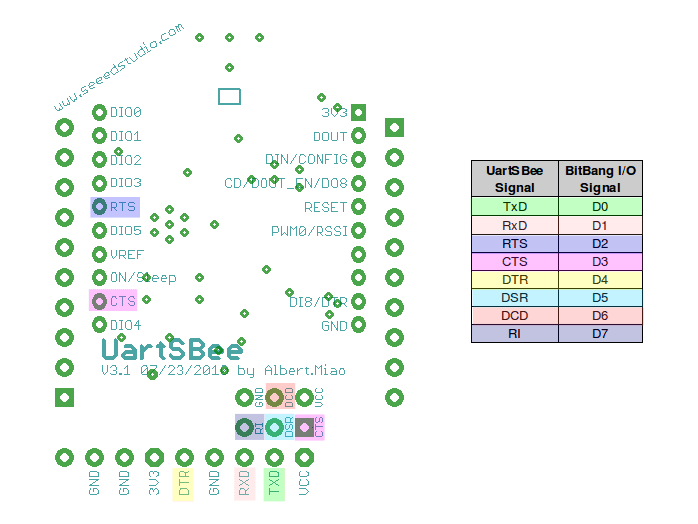 www.seeedstudio.com
DIO0 3V3
DIO1 DOUT
DIO2 DIN/CONFIG
DIO3 CD/DOUT_EN/DO8
RTS RESET
DIO5 PWM0/RSSI
VREF
ON/Sleep
CTS DI8/DTR
DIO4 GND
UartSBee
V3.1 07/23/2010 by Albert.Miao
GND DCD VCC
RI DSR CTS
GND GND 3V3 DTR GND RXD TXD VCC
UartSBee Signal BitBang I/O Signal
TxD D0
RxD D1
RTS D2
CTS D3
DTR D4
DSR D5
DCD D6
RI D7